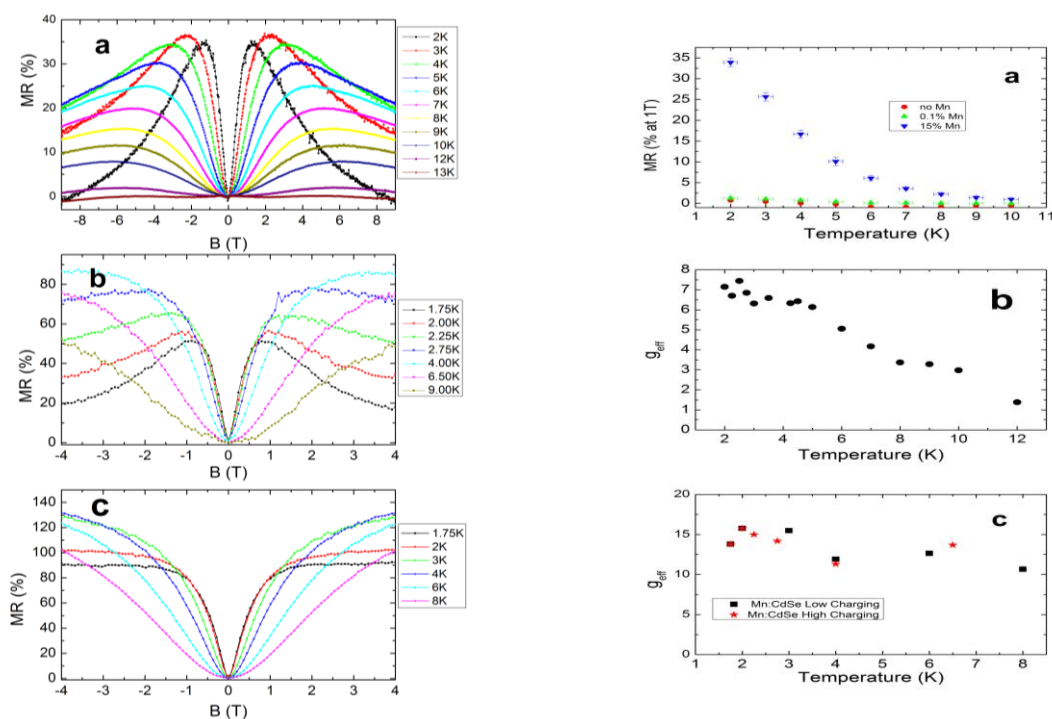 a
MR (%)
40
30
20
10
0
-8 -6 -4 -2 0 2 4 6 8
B (T)
2K
3K
4K
5K
6K
7K
8K
9K
10K
12K
13K
b
MR (%)
80
60
40
20
0
-4 -3 -2 -1 0 1 2 3 4
B (T)
1.75K
2.00K
2.25K
2.75K
4.00K
6.50K
9.00K
c
MR (%)
140
120
100
80
60
40
20
0
-4 -3 -2 -1 0 1 2 3 4
B (T)
1.75K
2K
3K
4K
6K
8K
a
MR (% at 1T)
35
30
25
20
15
10
5
0
1 2 3 4 5 6 7 8 9 10 11
Temperature (K)
no Mn
0.1% Mn
15% Mn
b
geff
8
7
6
5
4
3
2
1
0
2 4 6 8 10 12
Temperature (K)
c
geff
20
15
10
5
0
1 2 3 4 5 6 7 8
Temperature (K)
Mn:CdSe Low Charging
Mn:CdSe High Charging